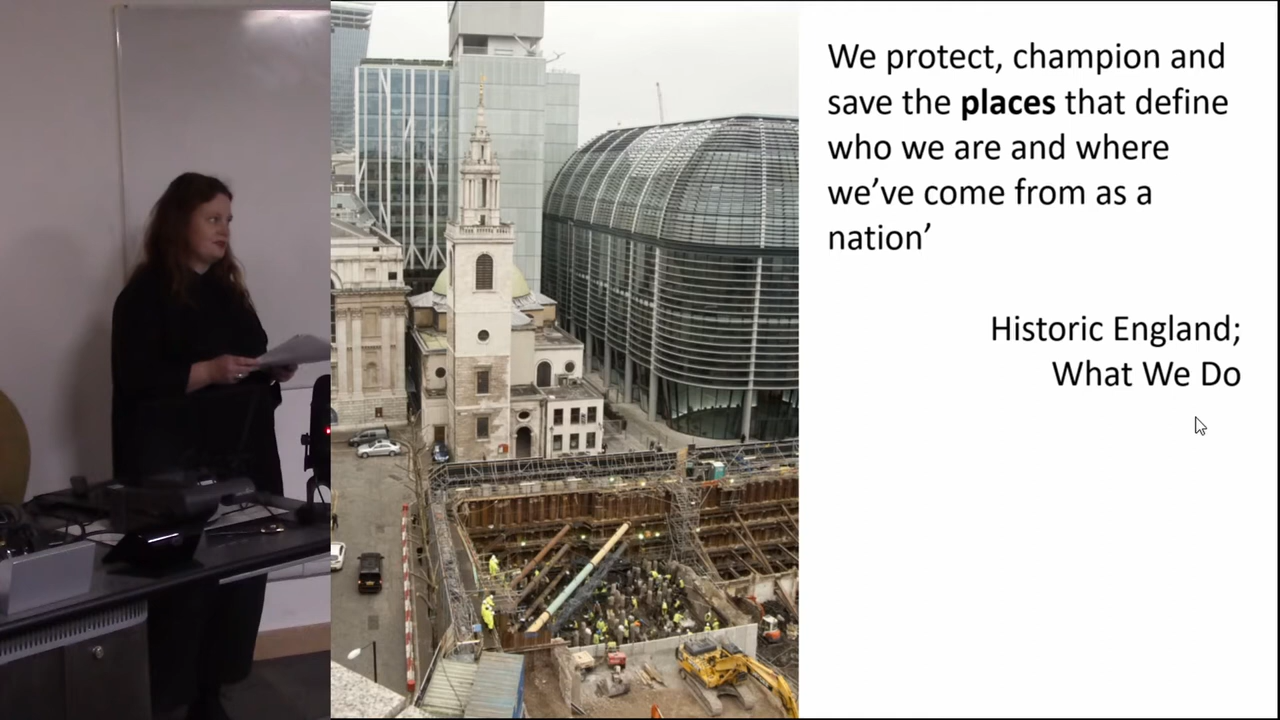 We protect, champion and
save the places that define
who we are and where
we’ve come from as a
nation’
Historic England;
What We Do